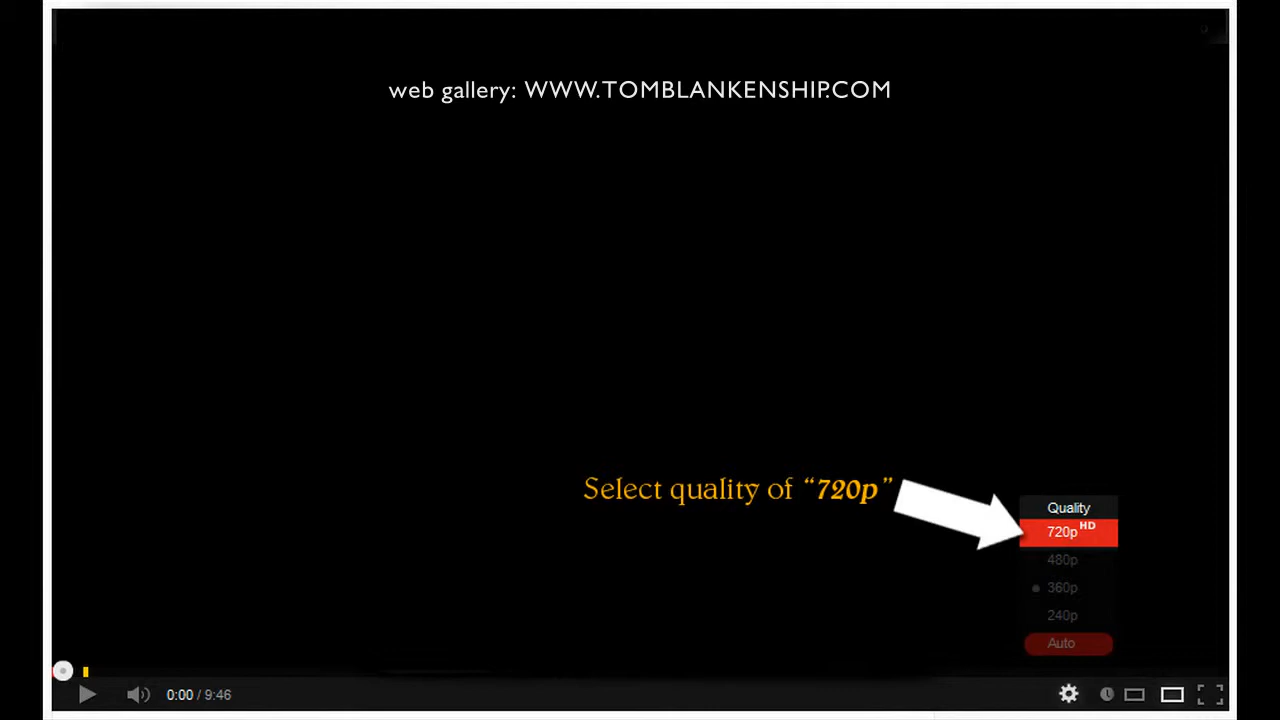 web gallery: WWW.TOMBLANKENSHIP.COM
Select quality of “720p”
Quality
720p HD
480p
360p
240p
Auto
0:00 / 9:46